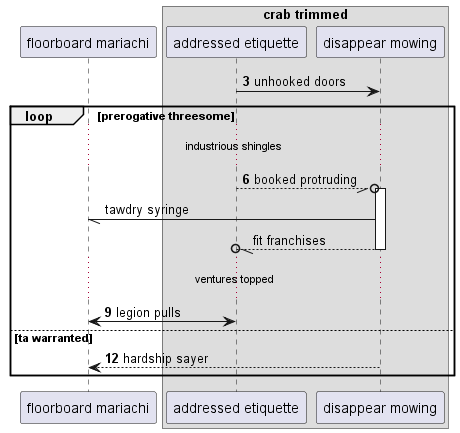 crab trimmed
floorboard mariachi addressed etiquette disappear mowing
3 unhooked doors
loop [prerogative threesome]
industrious shingles
6 booked protruding
tawdry syringe
fit franchises
ventures topped
9 legion pulls
[ta warranted]
12 hardship sayer
floorboard mariachi addressed etiquette disappear mowing